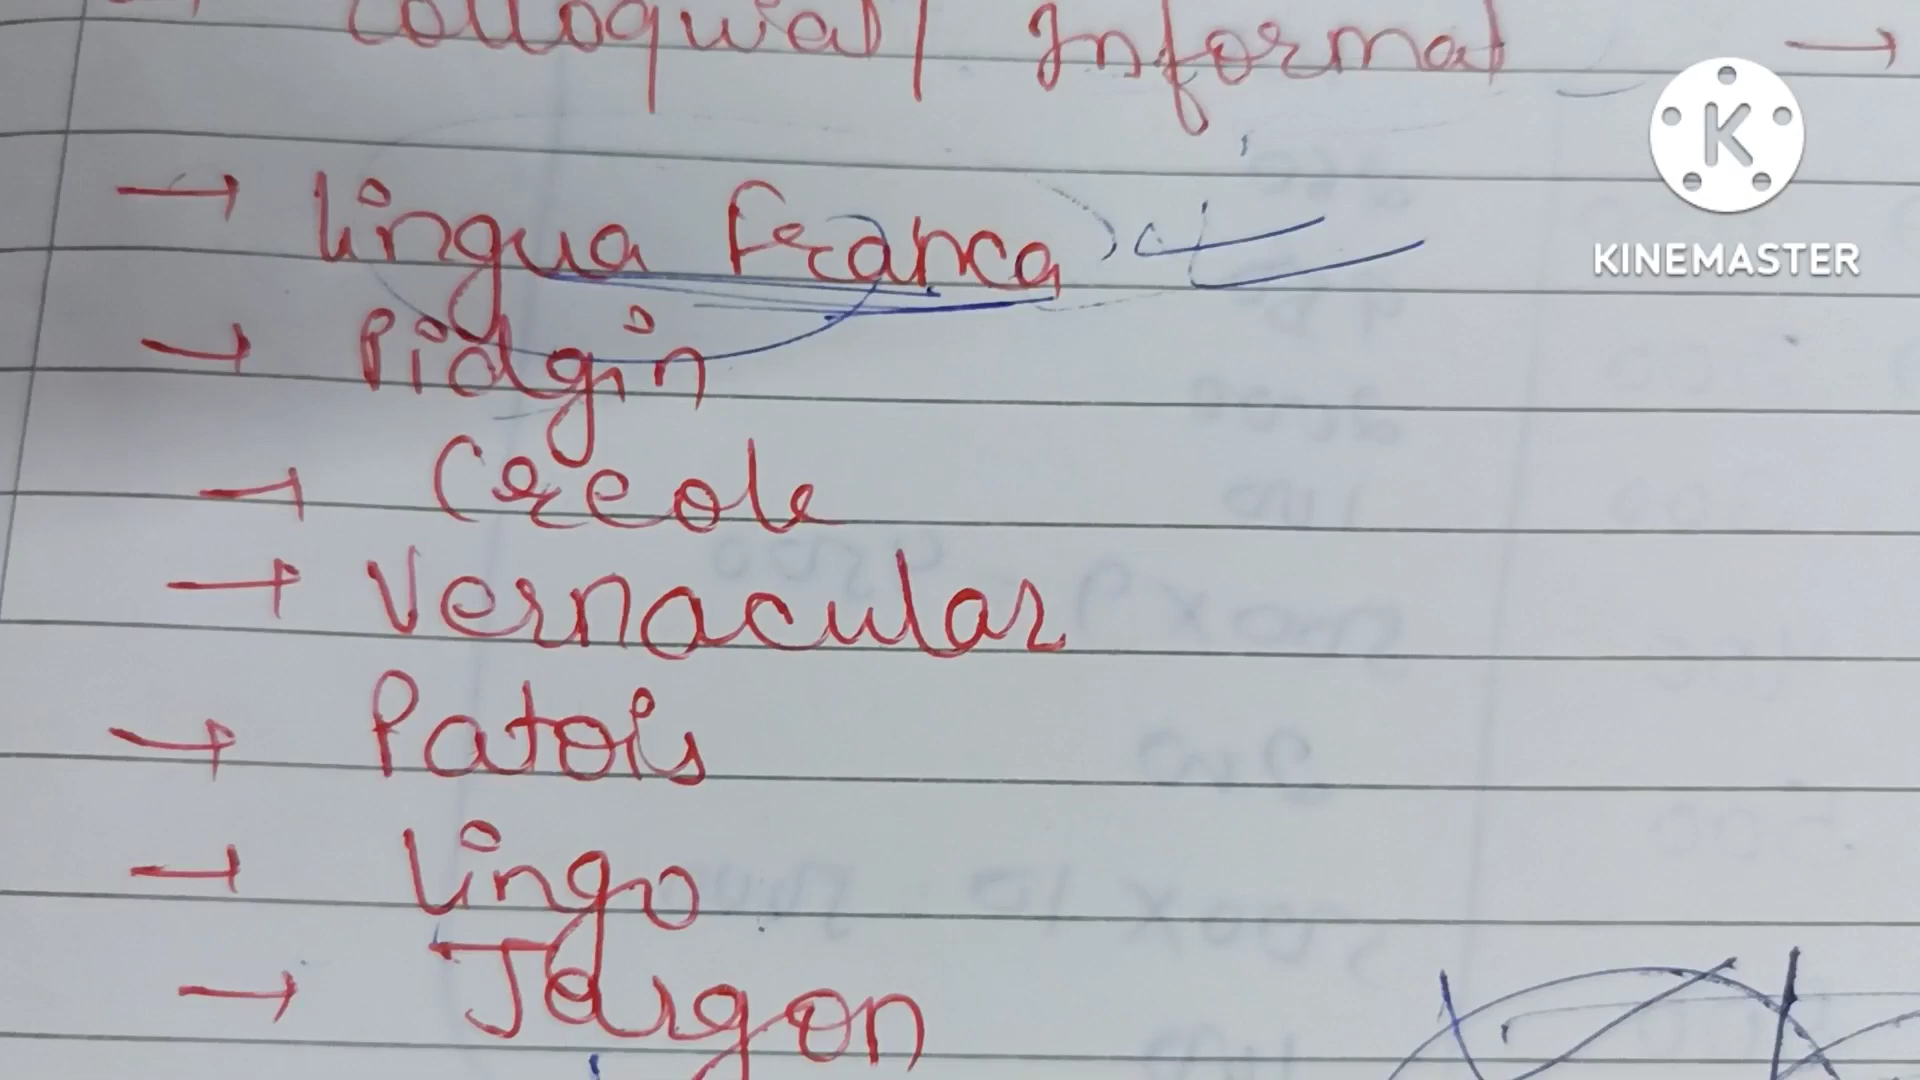 → Colloquial / Informal →
→ lingua franca
→ Pidgin
→ Creole
→ Vernacular
→ Patois
→ lingo
→ Jargon
KINEMASTER